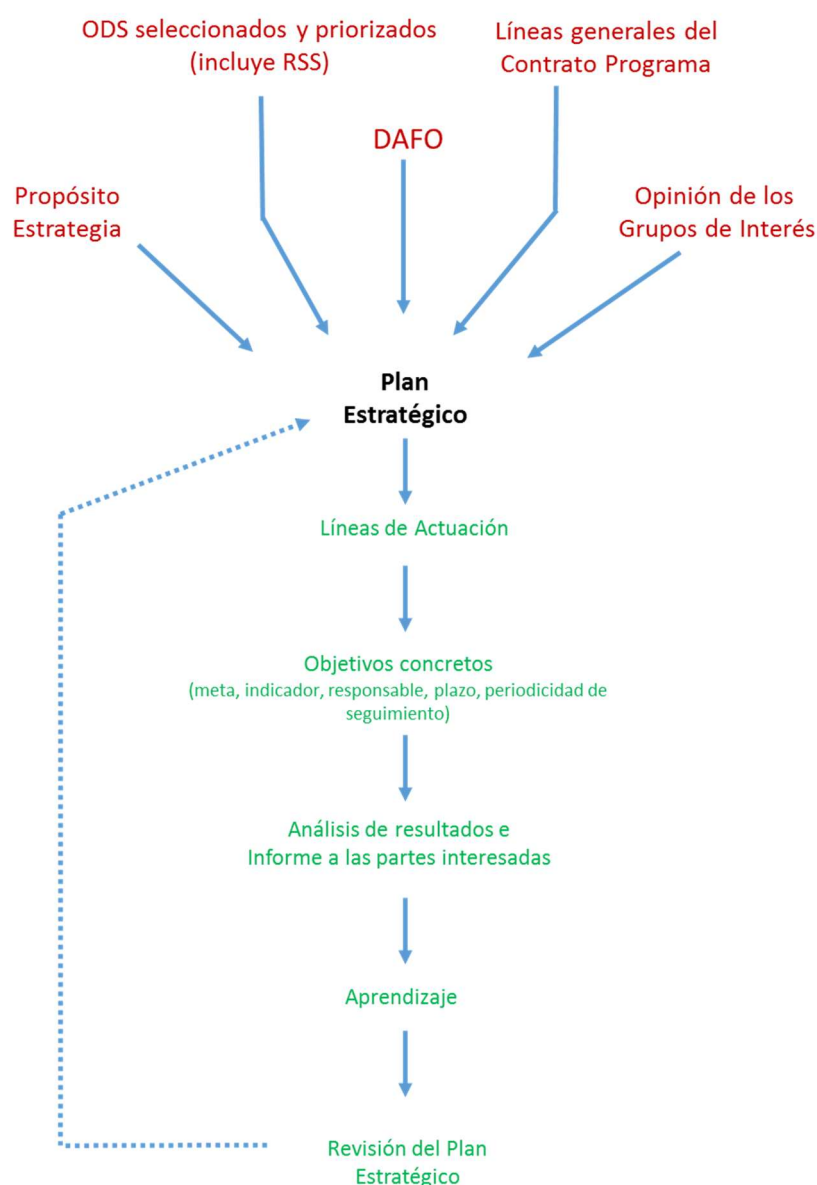 ODS seleccionados y priorizados
(incluye RSS)
Líneas generales del
Contrato Programa
DAFO
Propósito
Estrategia
Opinión de los
Grupos de Interés
Plan
Estratégico
Líneas de Actuación
Objetivos concretos
(meta, indicador, responsable, plazo, periodicidad de
seguimiento)
Análisis de resultados e
Informe a las partes interesadas
Aprendizaje
Revisión del Plan
Estratégico